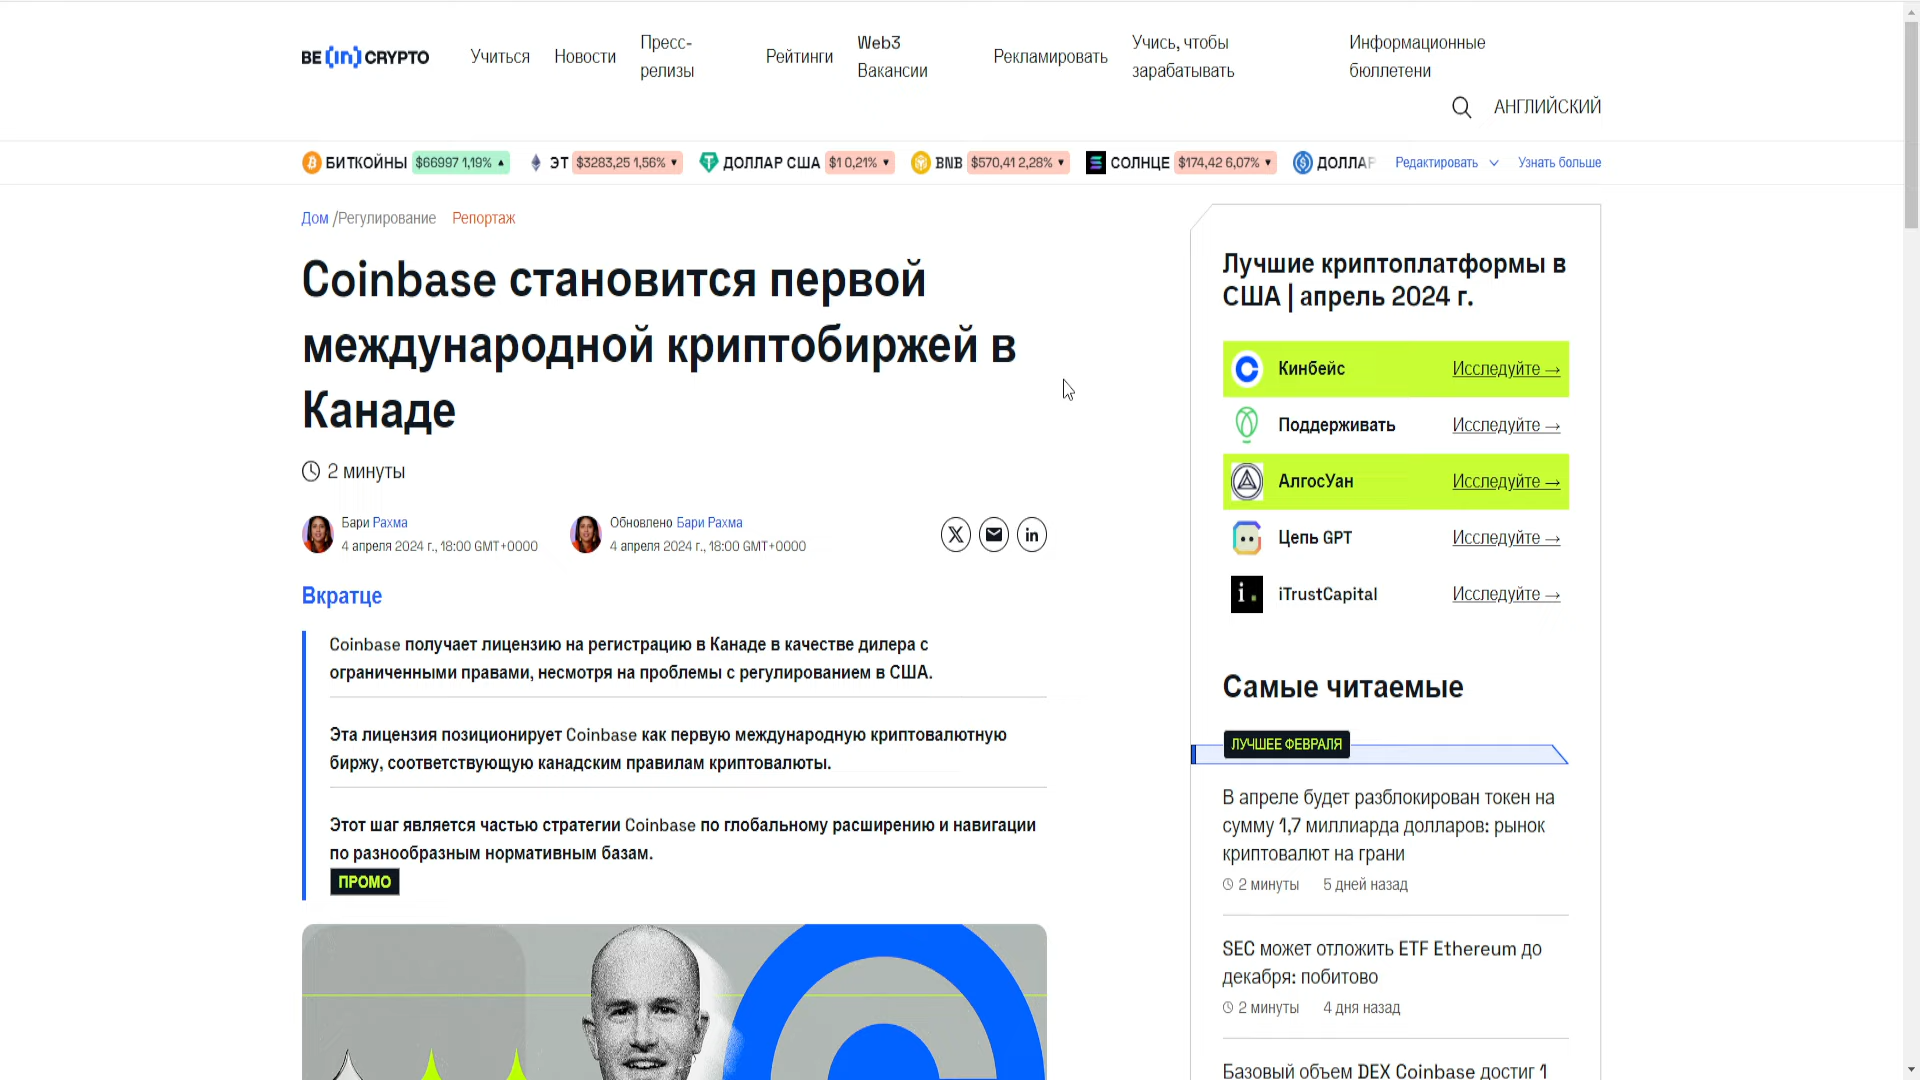 BE[in]CRYPTO
Учиться
Новости
Пресс-
релизы
Рейтинги
Web3
Вакансии
Рекламировать
Учись, чтобы
зарабатывать
Информационные
бюллетени
АНГЛИЙСКИЙ
БИТКОЙНЫ $66997 1,19% ▲
ЭТ $3283,25 1,56% ▼
ДОЛЛАР США $1 0,21% ▼
BNB $570,41 2,28% ▼
СОЛНЦЕ $174,42 6,07% ▼
ДОЛЛАР
Редактировать
Узнать больше
Дом /Регулирование Репортаж
Coinbase становится первой
международной криптобиржей в
Канаде
2 минуты
Бари Рахма
4 апреля 2024 г., 18:00 GMT+0000
Обновлено Бари Рахма
4 апреля 2024 г., 18:00 GMT+0000
Вкратце
Coinbase получает лицензию на регистрацию в Канаде в качестве дилера с
ограниченными правами, несмотря на проблемы с регулированием в США.
Эта лицензия позиционирует Coinbase как первую международную криптовалютную
биржу, соответствующую канадским правилам криптовалюты.
Этот шаг является частью стратегии Coinbase по глобальному расширению и навигации
по разнообразным нормативным базам.
ПРОМО
Лучшие криптоплатформы в
США | апрель 2024 г.
Кинбейс Исследуйте →
Поддерживать Исследуйте →
АлгосУан Исследуйте →
Цепь GPT Исследуйте →
iTrustCapital Исследуйте →
Самые читаемые
ЛУЧШЕЕ ФЕВРАЛЯ
В апреле будет разблокирован токен на
сумму 1,7 миллиарда долларов: рынок
криптовалют на грани
2 минуты 5 дней назад
SEC может отложить ETF Ethereum до
декабря: побитово
2 минуты 4 дня назад
Базовый объем DEX Coinbase достиг 1